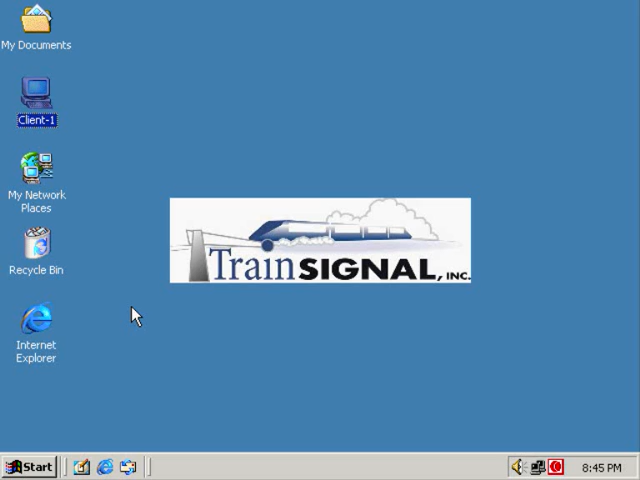 My Documents
Client-1
My Network
Places
Recycle Bin
Internet
Explorer
TrainSIGNAL, INC.
Start
8:45 PM